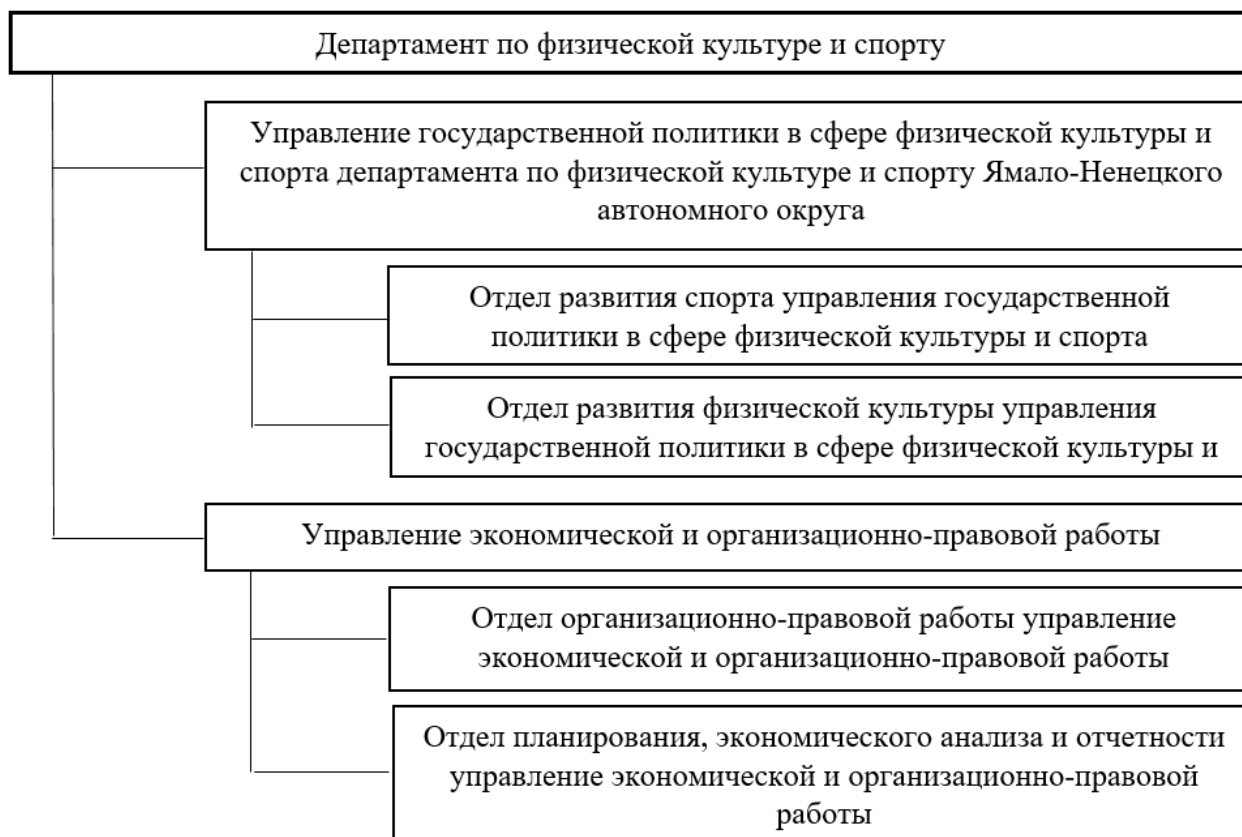 Департамент по физической культуре и спорту
Управление государственной политики в сфере физической культуры и
спорта департамента по физической культуре и спорту Ямало-Ненецкого
автономного округа
Отдел развития спорта управления государственной
политики в сфере физической культуры и спорта
Отдел развития физической культуры управления
государственной политики в сфере физической культуры и
Управление экономической и организационно-правовой работы
Отдел организационно-правовой работы управление
экономической и организационно-правовой работы
Отдел планирования, экономического анализа и отчетности
управление экономической и организационно-правовой
работы